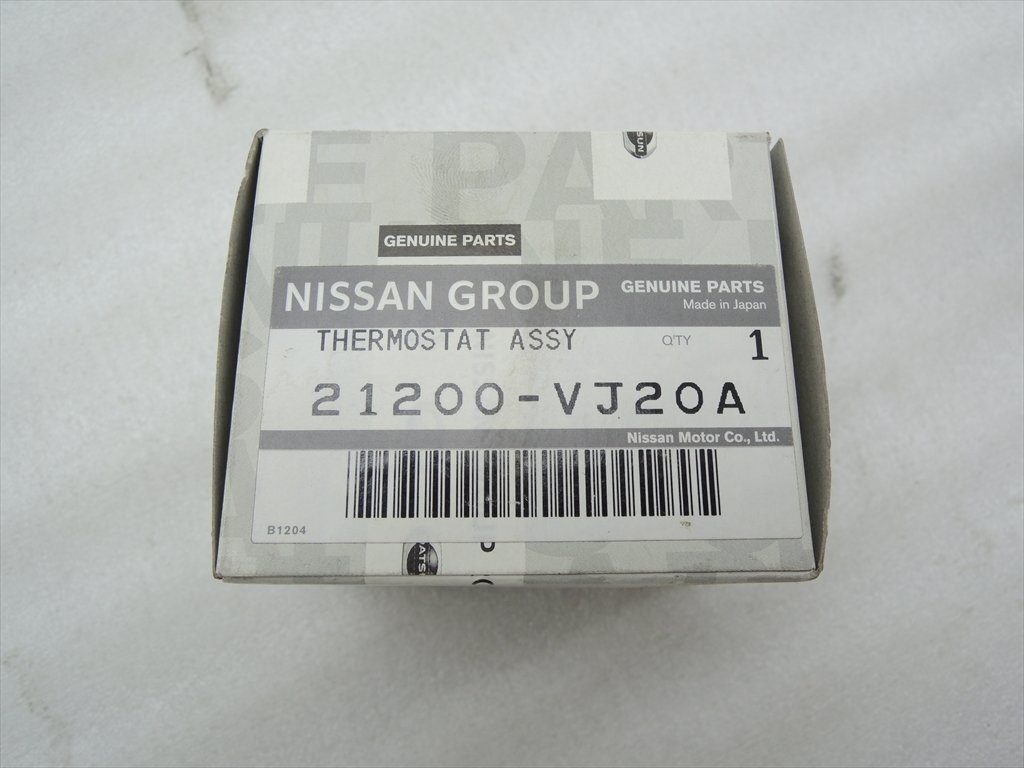 GENUINE PARTS
NISSAN GROUP GENUINE PARTS
Made in Japan
THERMOSTAT ASSY Q'TY 1
21200-VJ20A
Nissan Motor Co., Ltd.
B1204